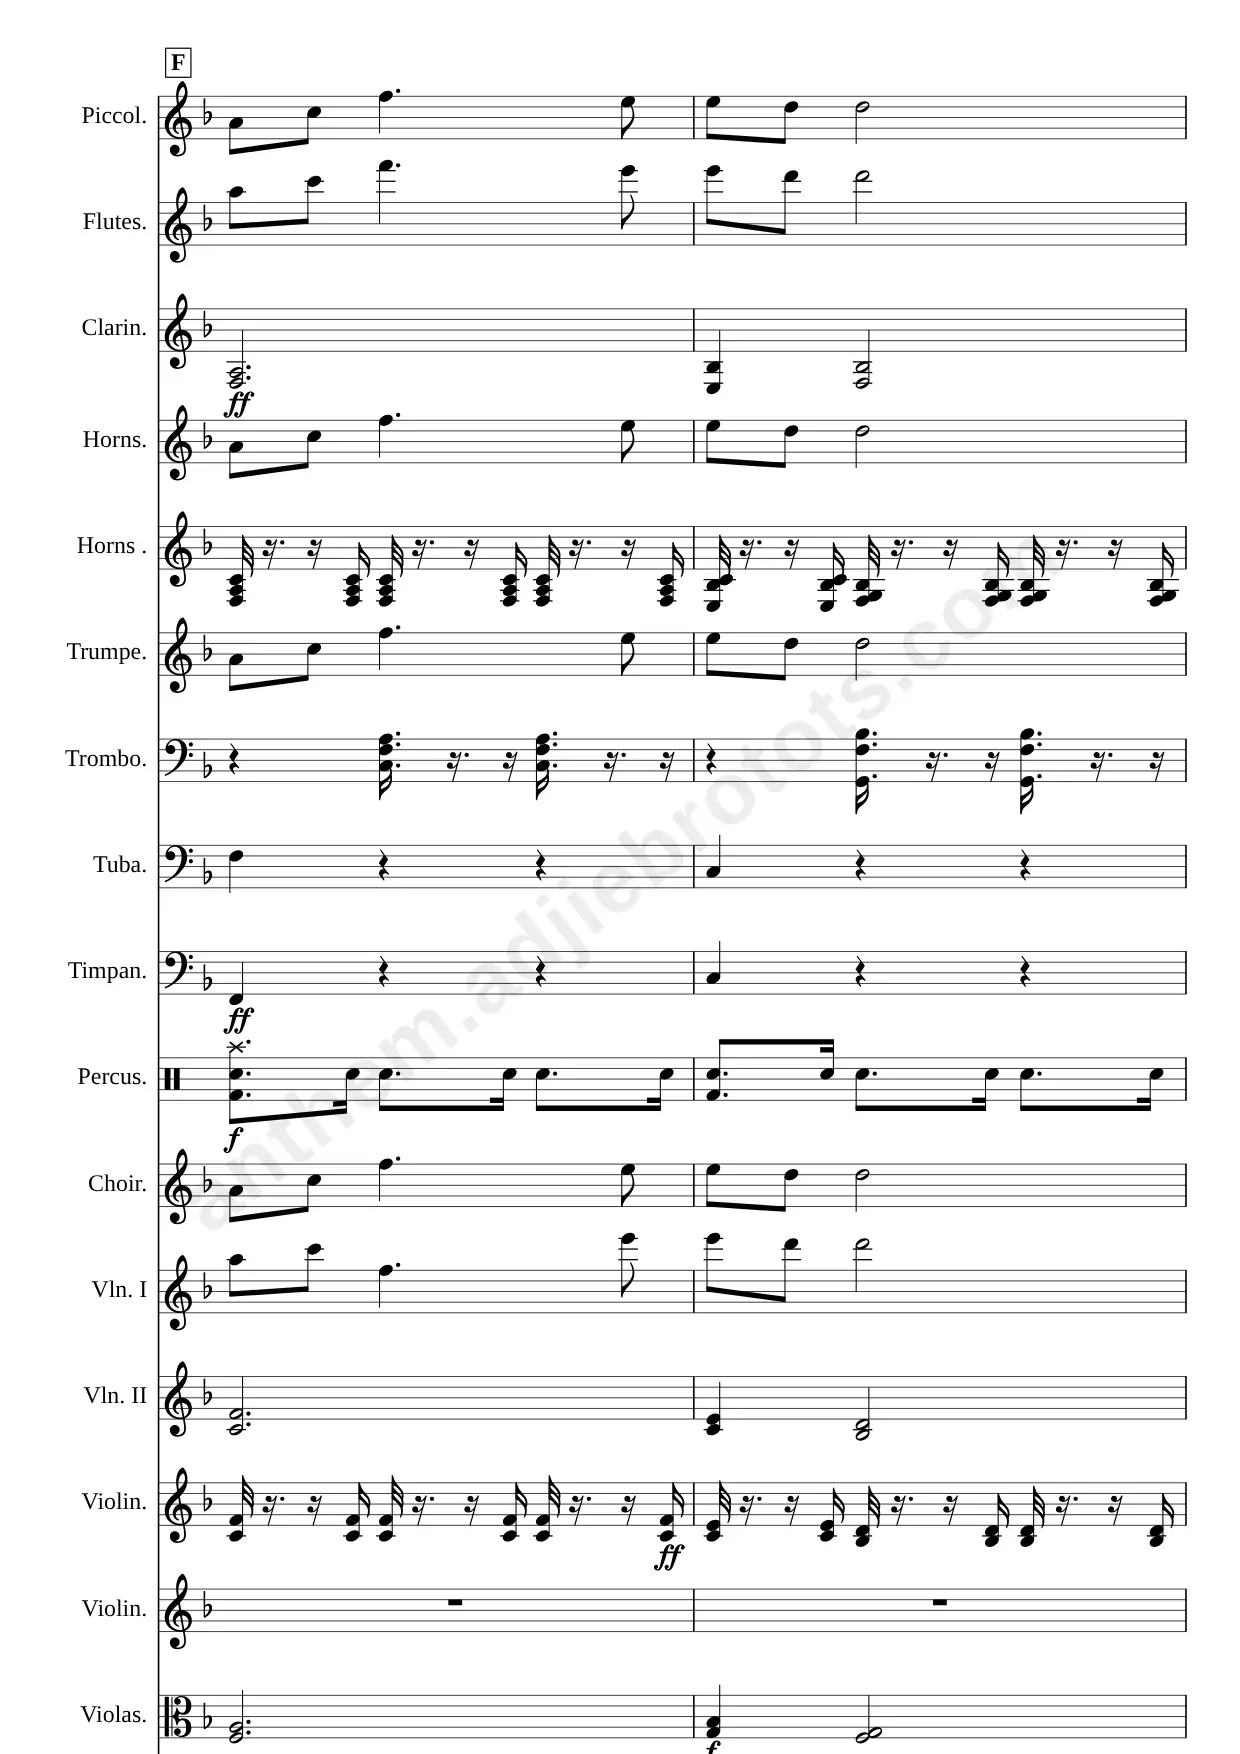 F
Piccol.
Flutes.
Clarin.
ff
Horns.
Horns .
Trumpe.
Trombo.
Tuba.
Timpan.
ff
Percus.
f
Choir.
Vln. I
Vln. II
Violin.
ff
Violin.
Violas.
f
anthem.adjiebrotots.com